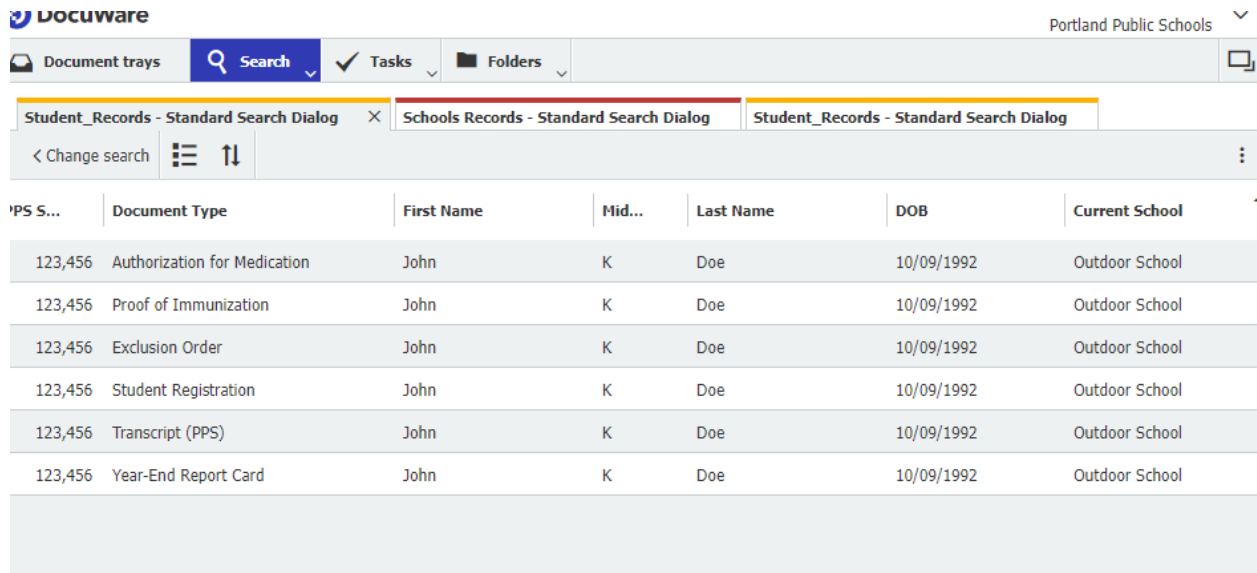 DocuWare
Portland Public Schools
Document trays Search Tasks Folders
Student_Records - Standard Search Dialog Schools Records - Standard Search Dialog Student_Records - Standard Search Dialog
< Change search
PPS S... Document Type First Name Mid... Last Name DOB Current School
123,456 Authorization for Medication John K Doe 10/09/1992 Outdoor School
123,456 Proof of Immunization John K Doe 10/09/1992 Outdoor School
123,456 Exclusion Order John K Doe 10/09/1992 Outdoor School
123,456 Student Registration John K Doe 10/09/1992 Outdoor School
123,456 Transcript (PPS) John K Doe 10/09/1992 Outdoor School
123,456 Year-End Report Card John K Doe 10/09/1992 Outdoor School